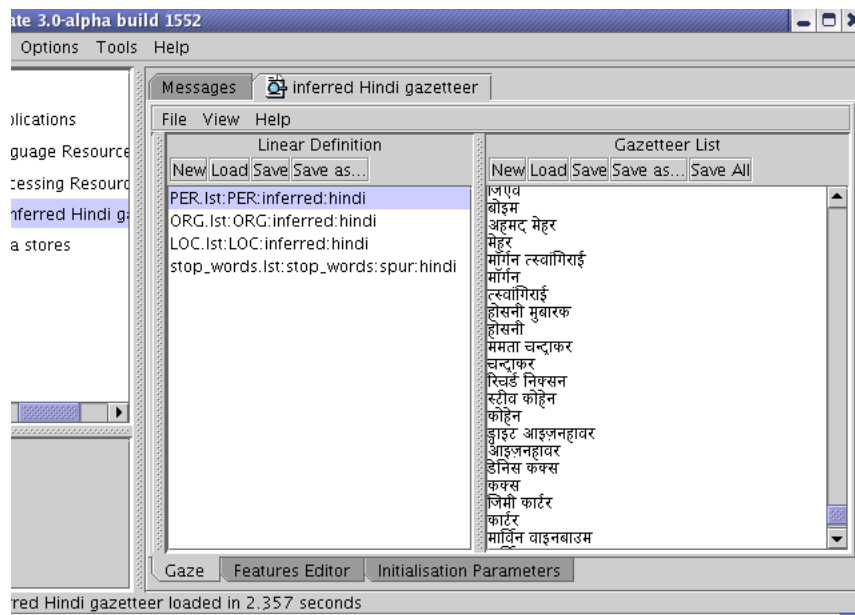 ate 3.0-alpha build 1552
Options Tools Help
plications
guage Resource
cessing Resourc
nferred Hindi ga
a stores
Messages inferred Hindi gazetteer
File View Help
Linear Definition
New Load Save Save as...
PER.lst:PER:inferred:hindi
ORG.lst:ORG:inferred:hindi
LOC.lst:LOC:inferred:hindi
stop_words.lst:stop_words:spur:hindi
Gazetteer List
New Load Save Save as... Save All
बोइम
अहमद मेहर
मेहर
मॉर्गन त्स्वांगिराई
मॉर्गन
त्स्वांगिराई
होसनी मुबारक
होसनी
ममता चन्द्राकर
चन्द्राकर
रिचर्ड निक्सन
स्टीव कोहेन
कोहेन
ड्वाइट आइज़नहावर
आइज़नहावर
डेनिस कक्स
कक्स
जिमी कार्टर
कार्टर
मार्विन वाइनबाउम
Gaze Features Editor Initialisation Parameters
rred Hindi gazetteer loaded in 2.357 seconds